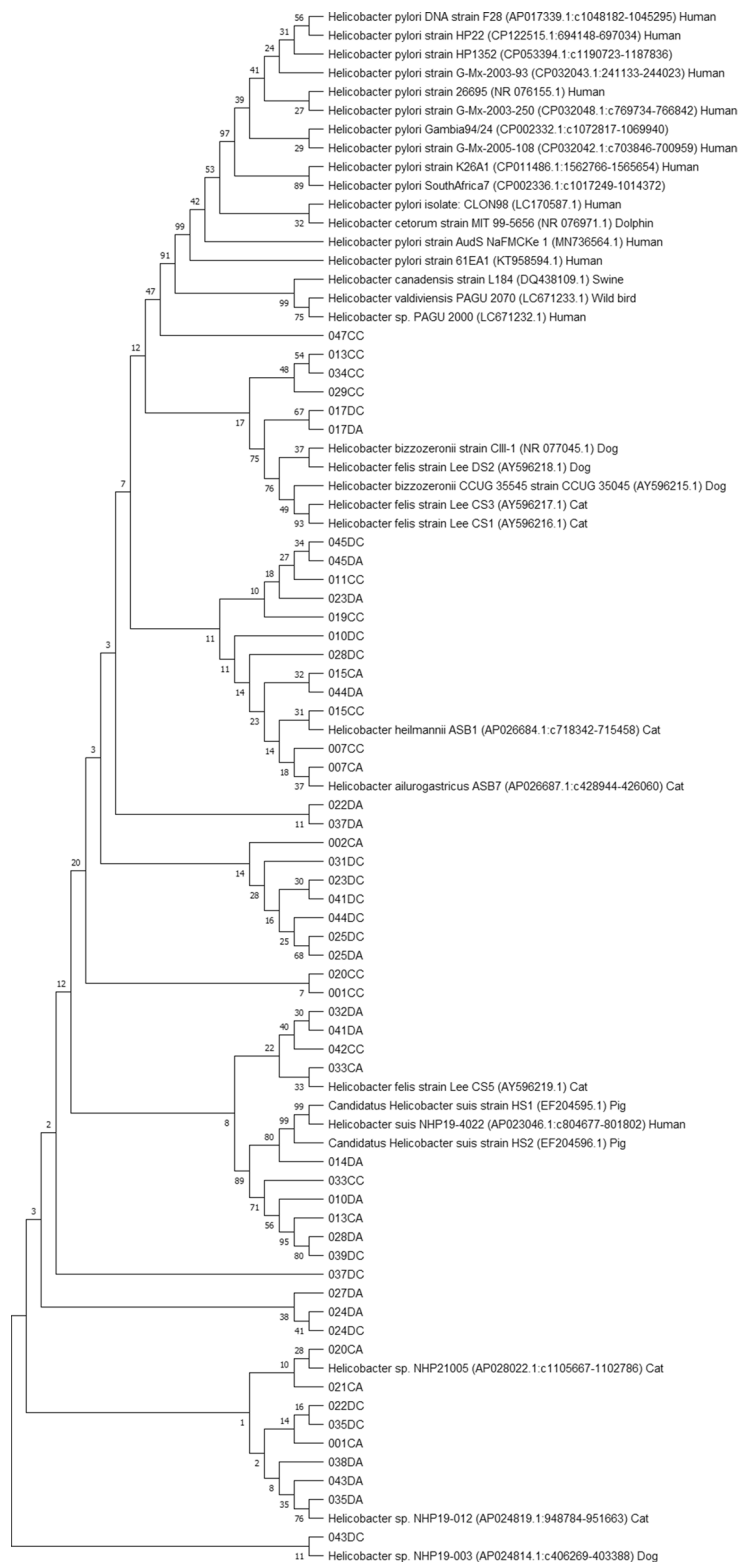 56 Helicobacter pylori DNA strain F28 (AP017339.1:c1048182-1045295) Human
31 Helicobacter pylori strain HP22 (CP122515.1:694148-697034) Human
24 Helicobacter pylori strain HP1352 (CP053394.1:c1190723-1187836)
41 Helicobacter pylori strain G-Mx-2003-93 (CP032043.1:241133-244023) Human
Helicobacter pylori strain 26695 (NR 076155.1) Human
39 27 Helicobacter pylori strain G-Mx-2003-250 (CP032048.1:c769734-766842) Human
Helicobacter pylori Gambia94/24 (CP002332.1:c1072817-1069940)
97 29 Helicobacter pylori strain G-Mx-2005-108 (CP032042.1:c703846-700959) Human
53 Helicobacter pylori strain K26A1 (CP011486.1:1562766-1565654) Human
89 Helicobacter pylori SouthAfrica7 (CP002336.1:c1017249-1014372)
42 Helicobacter pylori isolate: CLON98 (LC170587.1) Human
99 32 Helicobacter cetorum strain MIT 99-5656 (NR 076971.1) Dolphin
Helicobacter pylori strain AudS NaFMCKe 1 (MN736564.1) Human
91 Helicobacter pylori strain 61EA1 (KT958594.1) Human
Helicobacter canadensis strain L184 (DQ438109.1) Swine
47 99 Helicobacter valdiviensis PAGU 2070 (LC671233.1) Wild bird
75 Helicobacter sp. PAGU 2000 (LC671232.1) Human
12 047CC
54 013CC
48 034CC
029CC
17 67 017DC
017DA
75 37 Helicobacter bizzozeronii strain CIII-1 (NR 077045.1) Dog
Helicobacter felis strain Lee DS2 (AY596218.1) Dog
76 Helicobacter bizzozeronii CCUG 35545 strain CCUG 35045 (AY596215.1) Dog
7 49 Helicobacter felis strain Lee CS3 (AY596217.1) Cat
93 Helicobacter felis strain Lee CS1 (AY596216.1) Cat
34 045DC
27 045DA
18 011CC
10 023DA
019CC
11 010DC
3 11 028DC
14 32 015CA
044DA
23 31 015CC
Helicobacter heilmannii ASB1 (AP026684.1:c718342-715458) Cat
3 14 007CC
18 007CA
37 Helicobacter ailurogastricus ASB7 (AP026687.1:c428944-426060) Cat
022DA
11 037DA
002CA
20 14 031DC
28 30 023DC
041DC
16 044DC
25 025DC
68 025DA
020CC
12 7 001CC
30 032DA
40 041DA
22 042CC
033CA
33 Helicobacter felis strain Lee CS5 (AY596219.1) Cat
8 99 Candidatus Helicobacter suis strain HS1 (EF204595.1) Pig
2 99 Helicobacter suis NHP19-4022 (AP023046.1:c804677-801802) Human
80 Candidatus Helicobacter suis strain HS2 (EF204596.1) Pig
014DA
89 033CC
71 010DA
3 56 013CA
95 028DA
80 039DC
037DC
027DA
38 024DA
41 024DC
28 020CA
10 Helicobacter sp. NHP21005 (AP028022.1:c1105667-1102786) Cat
021CA
1 16 022DC
14 035DC
001CA
2 038DA
8 043DA
35 035DA
76 Helicobacter sp. NHP19-012 (AP024819.1:948784-951663) Cat
043DC
11 Helicobacter sp. NHP19-003 (AP024814.1:c406269-403388) Dog